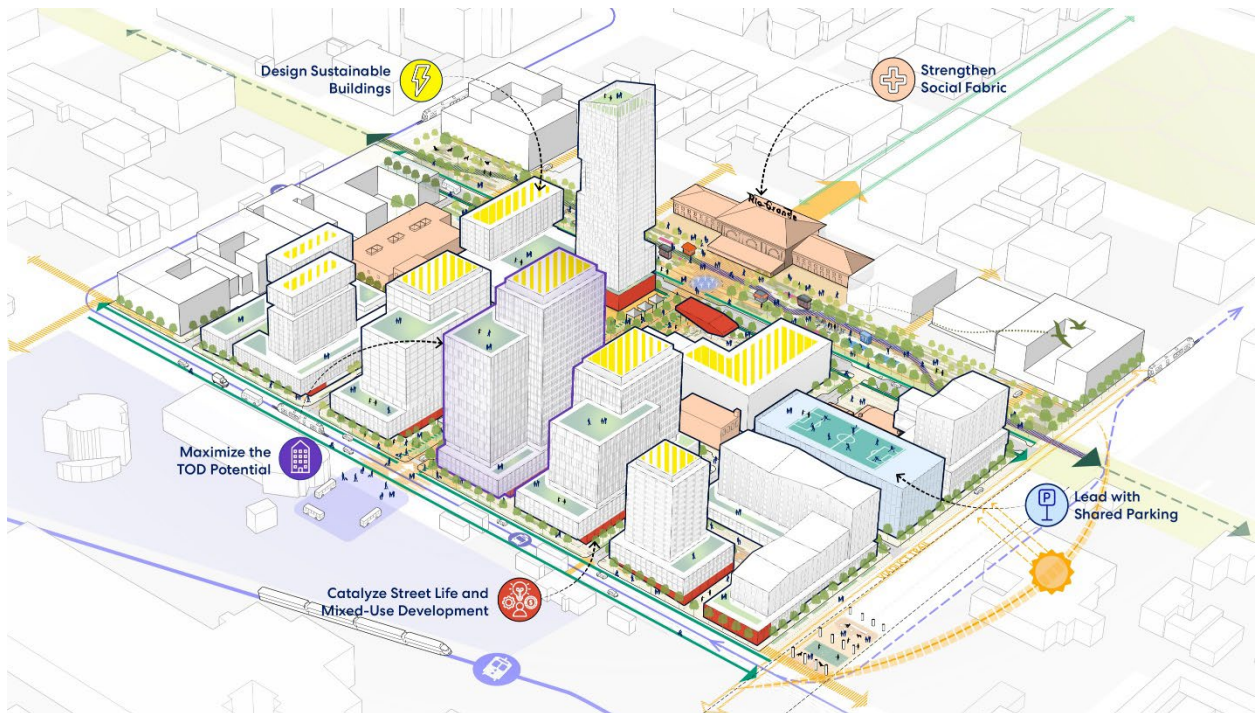 Design Sustainable
Buildings
Strengthen
Social Fabric
Rio Grande
Maximize the
TOD Potential
P
Lead with
Shared Parking
Catalyze Street Life and
Mixed-Use Development